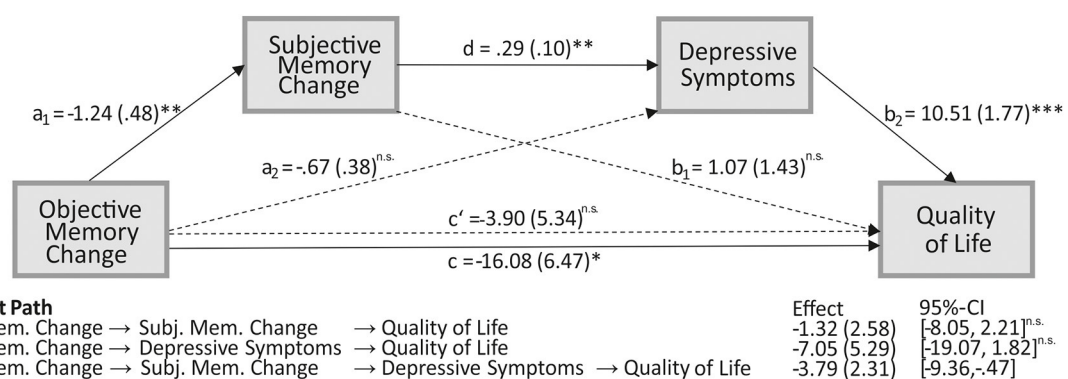 Subjective
Memory
Change
d = .29 (.10)**
Depressive
Symptoms
a1 =-1.24 (.48)**
b2= 10.51 (1.77)***
a2 =-.67 (.38)n.s.
b1= 1.07 (1.43)n.s.
Objective
Memory
Change
c‘ =-3.90 (5.34)n.s.
Quality
of Life
c =-16.08 (6.47)*
t Path Effect 95%-CI
em. Change → Subj. Mem. Change → Quality of Life -1.32 (2.58) [-8.05, 2.21]n.s.
em. Change → Depressive Symptoms → Quality of Life -7.05 (5.29) [-19.07, 1.82]n.s.
em. Change → Subj. Mem. Change → Depressive Symptoms → Quality of Life -3.79 (2.31) [-9.36,-.47]